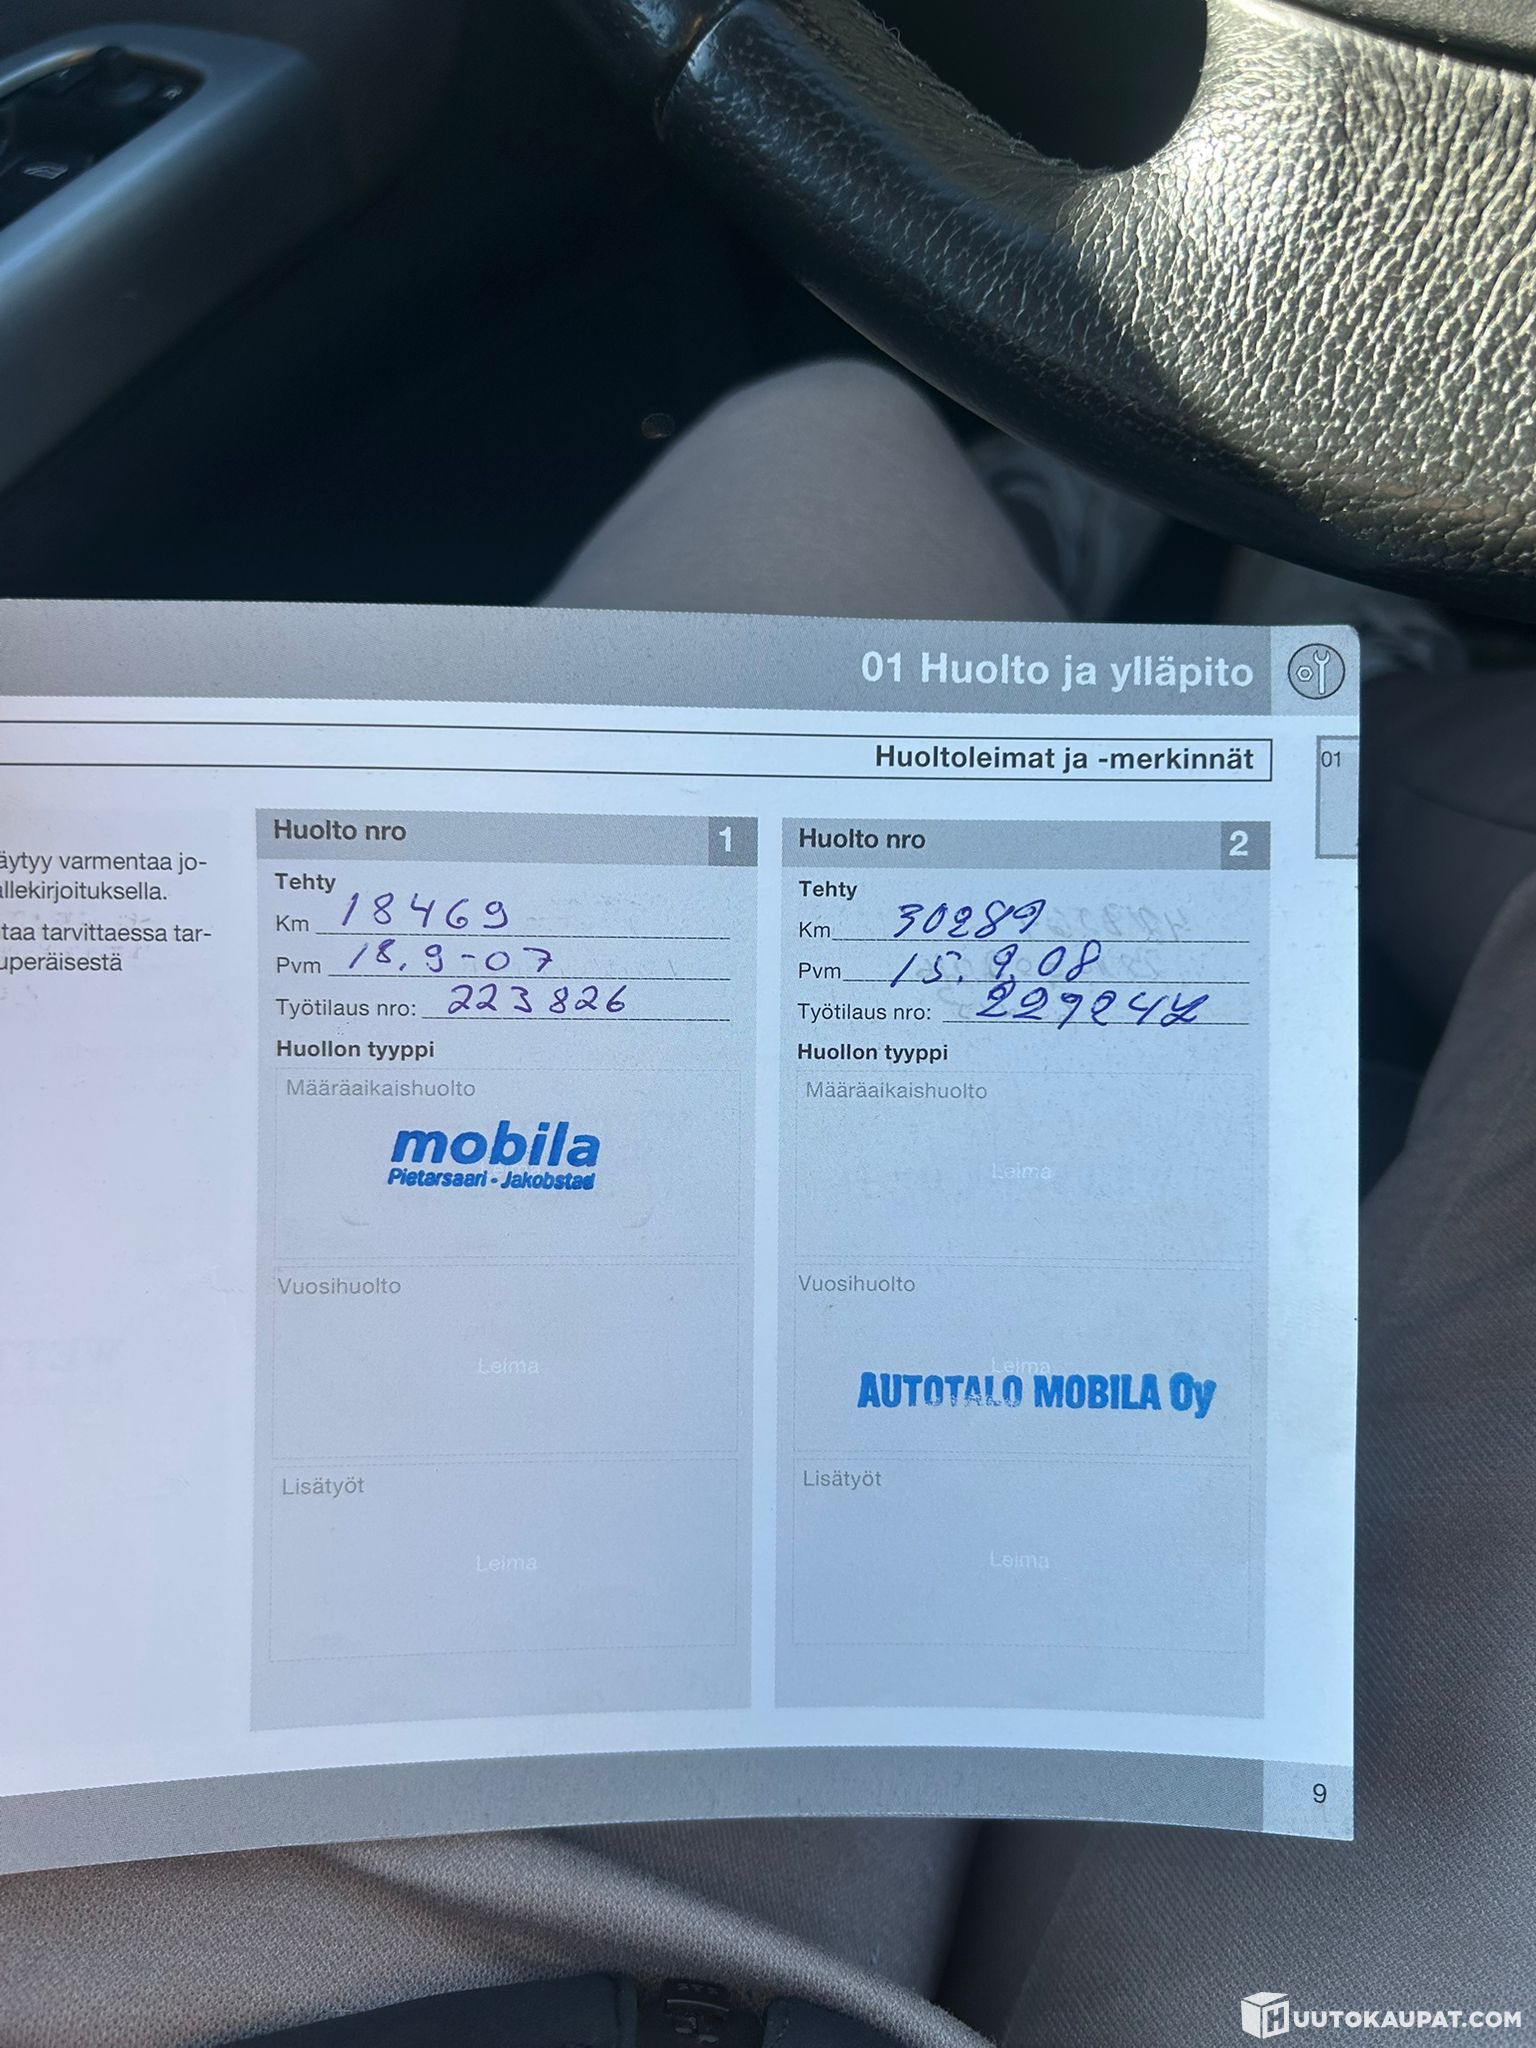 01 Huolto ja ylläpito
Huoltoleimat ja -merkinnät
01
äytyy varmentaa jo-
allekirjoituksella.
taa tarvittaessa tar-
uperäisestä
Huolto nro 1
Tehty
Km 18469
Pvm 18.9-07
Työtilaus nro: 223826
Huollon tyyppi
Määräaikaishuolto
mobila
Pietarsaari - Jakobstad
Vuosihuolto
Leima
Lisätyöt
Leima
Huolto nro 2
Tehty
Km 30289
Pvm 15.9.08
Työtilaus nro:
Huollon tyyppi
Määräaikaishuolto
Leima
Vuosihuolto
Leima
AUTOTALO MOBILA Oy
Lisätyöt
Leima
9
HUUTOKAUPAT.COM